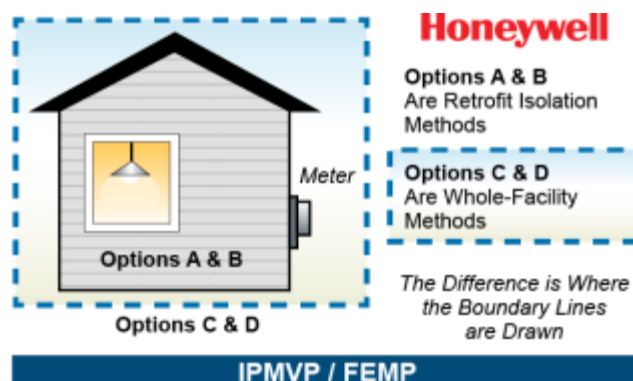 Honeywell
Options A & B
Are Retrofit Isolation
Methods
Meter
Options C & D
Are Whole-Facility
Methods
Options A & B
Options C & D
The Difference is Where
the Boundary Lines
are Drawn
IPMVP / FEMP